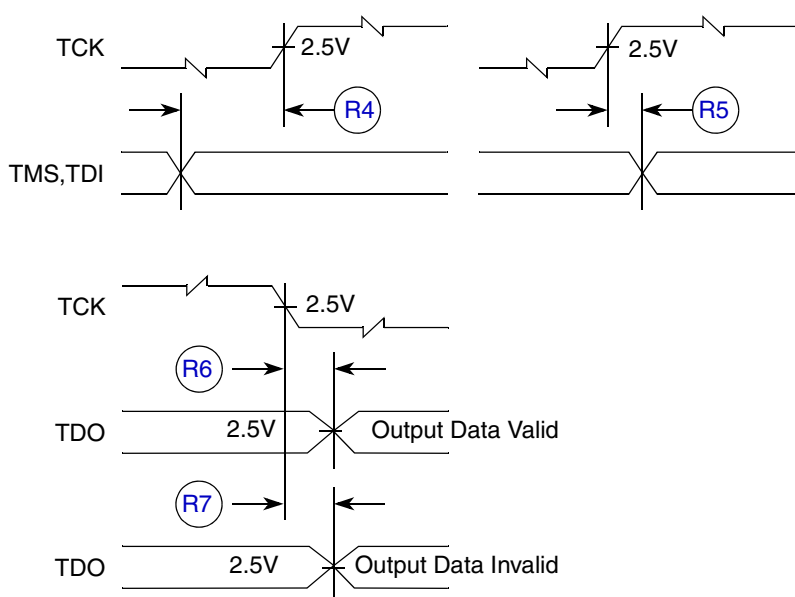 TCK 2.5V 2.5V
R4 R5
TMS,TDI
TCK 2.5V
R6
TDO 2.5V Output Data Valid
R7
TDO 2.5V Output Data Invalid